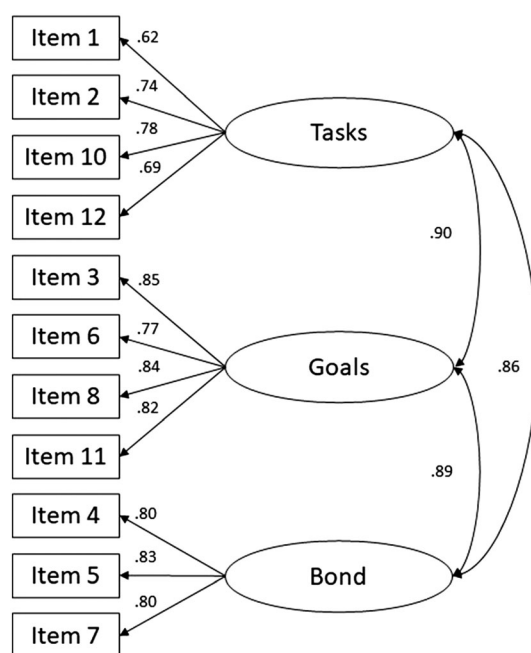 Item 1
.62
Item 2
.74
Tasks
Item 10
.78
.69
Item 12
.90
Item 3
.85
Item 6
.77
Goals
.86
Item 8
.84
.82
Item 11
.89
Item 4
.80
Item 5
.83
Bond
.80
Item 7